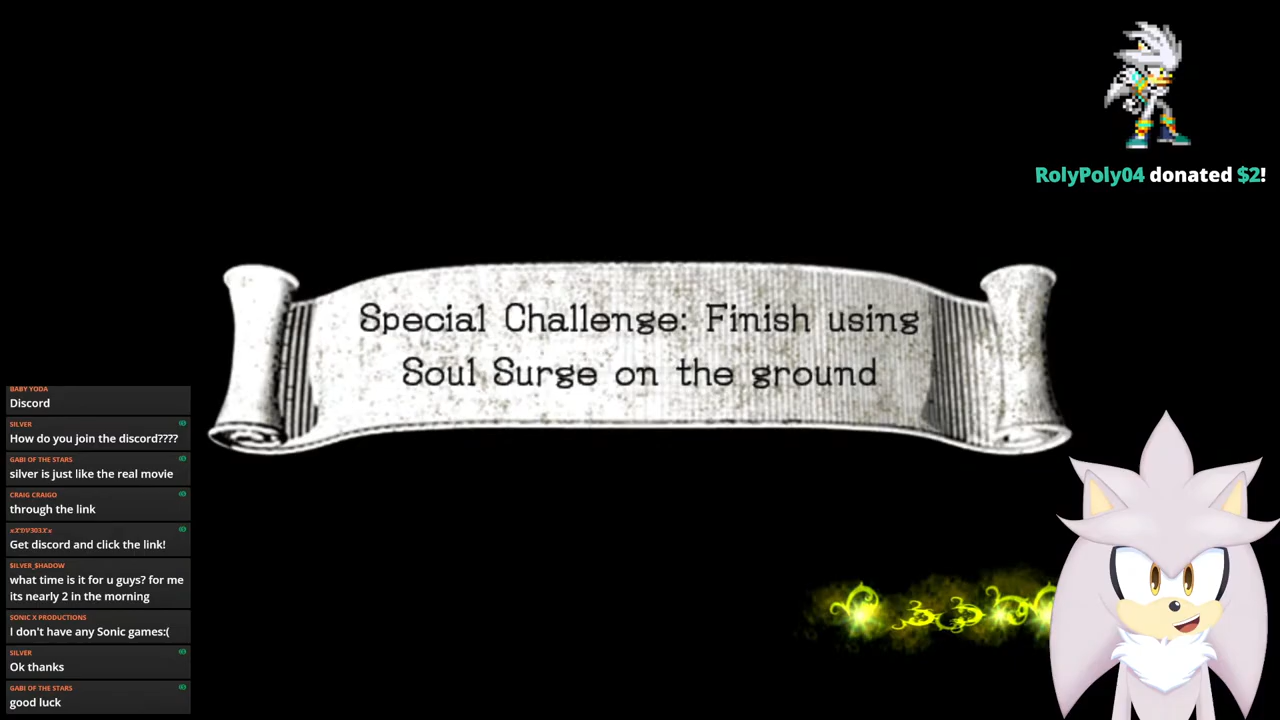 RolyPoly04 donated $2!
Special Challenge: Finish using
Soul Surge on the ground
BABY YODA
Discord
SILVER
How do you join the discord????
GABI OF THE STARS
silver is just like the real movie
CRAIG CRAIGO
through the link
Get discord and click the link!
$ILVER_$HADOW
what time is it for u guys? for me
its nearly 2 in the morning
SONIC X PRODUCTIONS
I don't have any Sonic games:(
SILVER
Ok thanks
GABI OF THE STARS
good luck